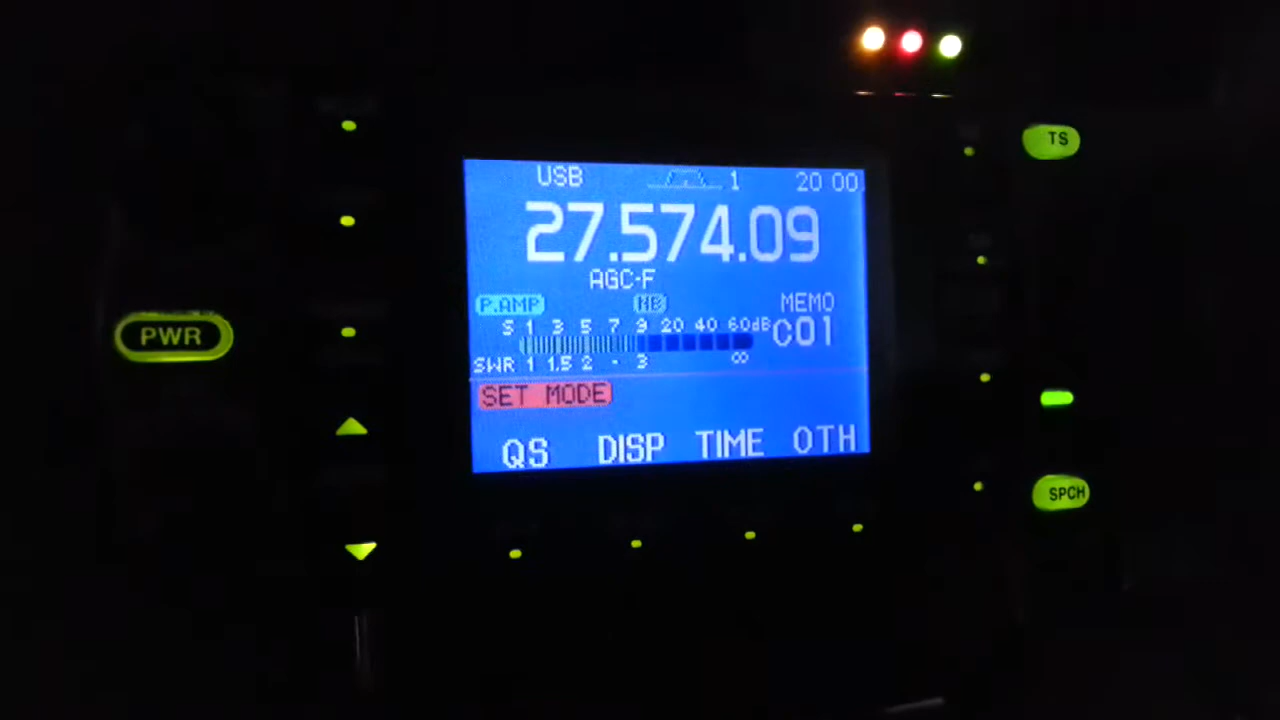 USB 1 20 00
27.574.09
AGC-F
P.AMP NB MEMO
S 1 3 5 7 9 20 40 60dB C01
SWR 1 1.5 2 - 3 ∞
SET MODE
QS DISP TIME OTH
PWR
TS
SPCH